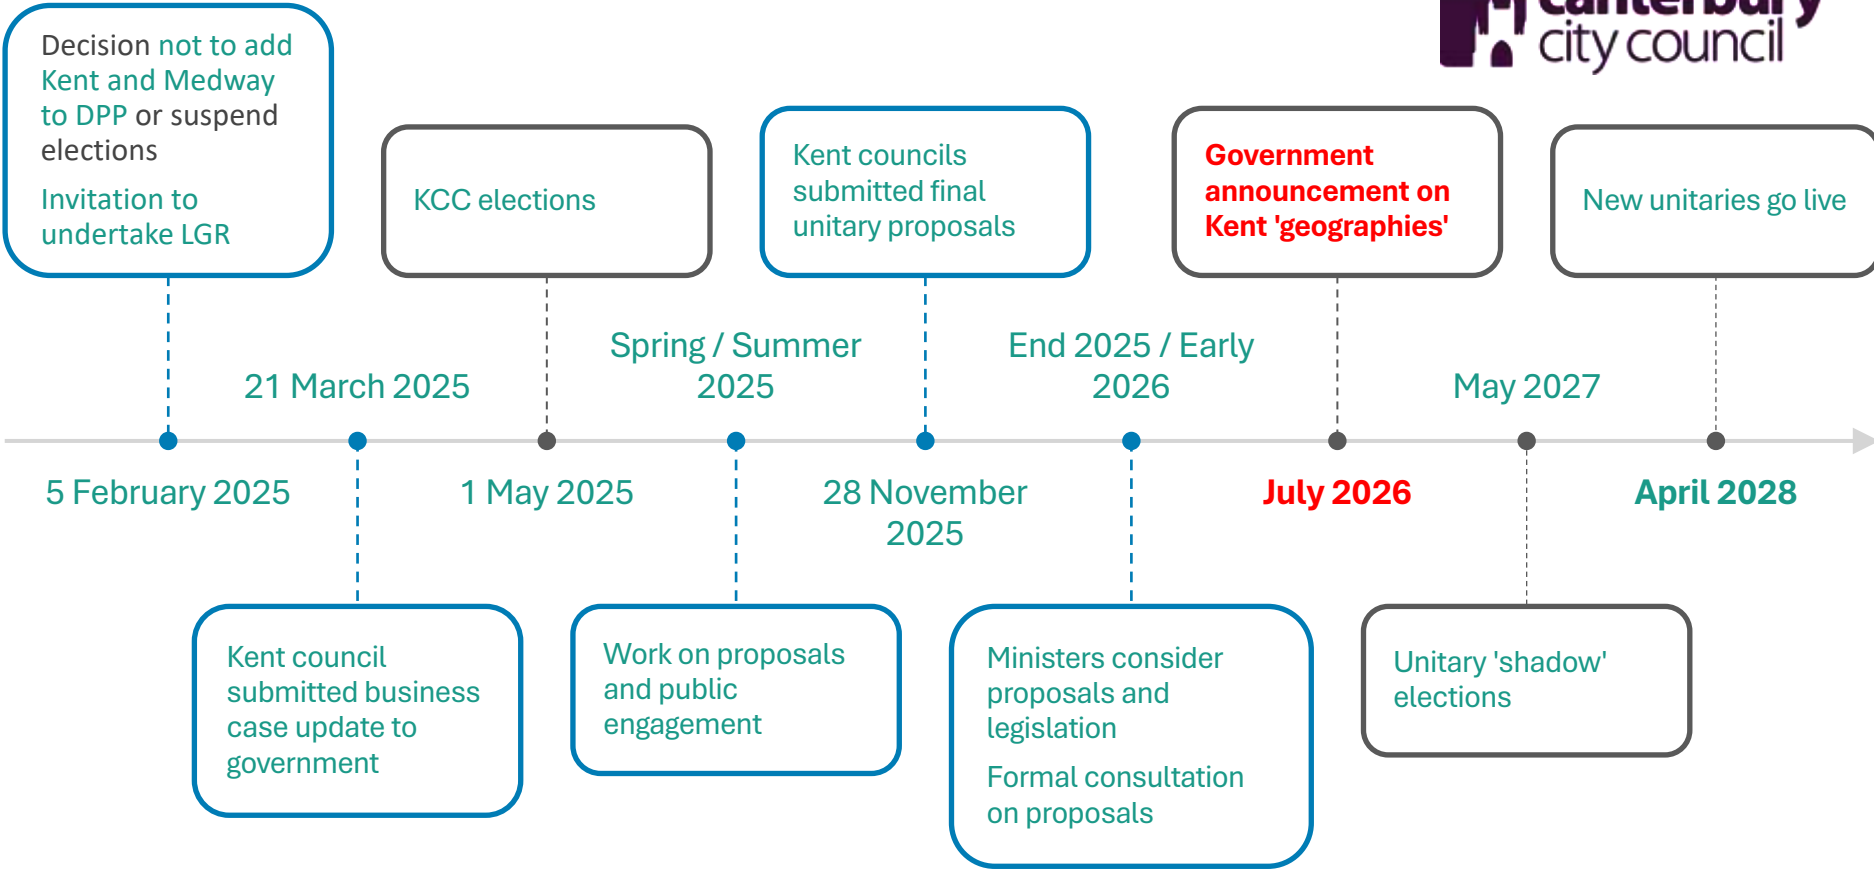 canterbury
city council
Decision not to add
Kent and Medway
to DPP or suspend
elections
Invitation to
undertake LGR
KCC elections
Kent councils
submitted final
unitary proposals
Government
announcement on
Kent 'geographies'
New unitaries go live
21 March 2025
Spring / Summer
2025
End 2025 / Early
2026
May 2027
5 February 2025
1 May 2025
28 November
2025
July 2026
April 2028
Kent council
submitted business
case update to
government
Work on proposals
and public
engagement
Ministers consider
proposals and
legislation
Formal consultation
on proposals
Unitary 'shadow'
elections